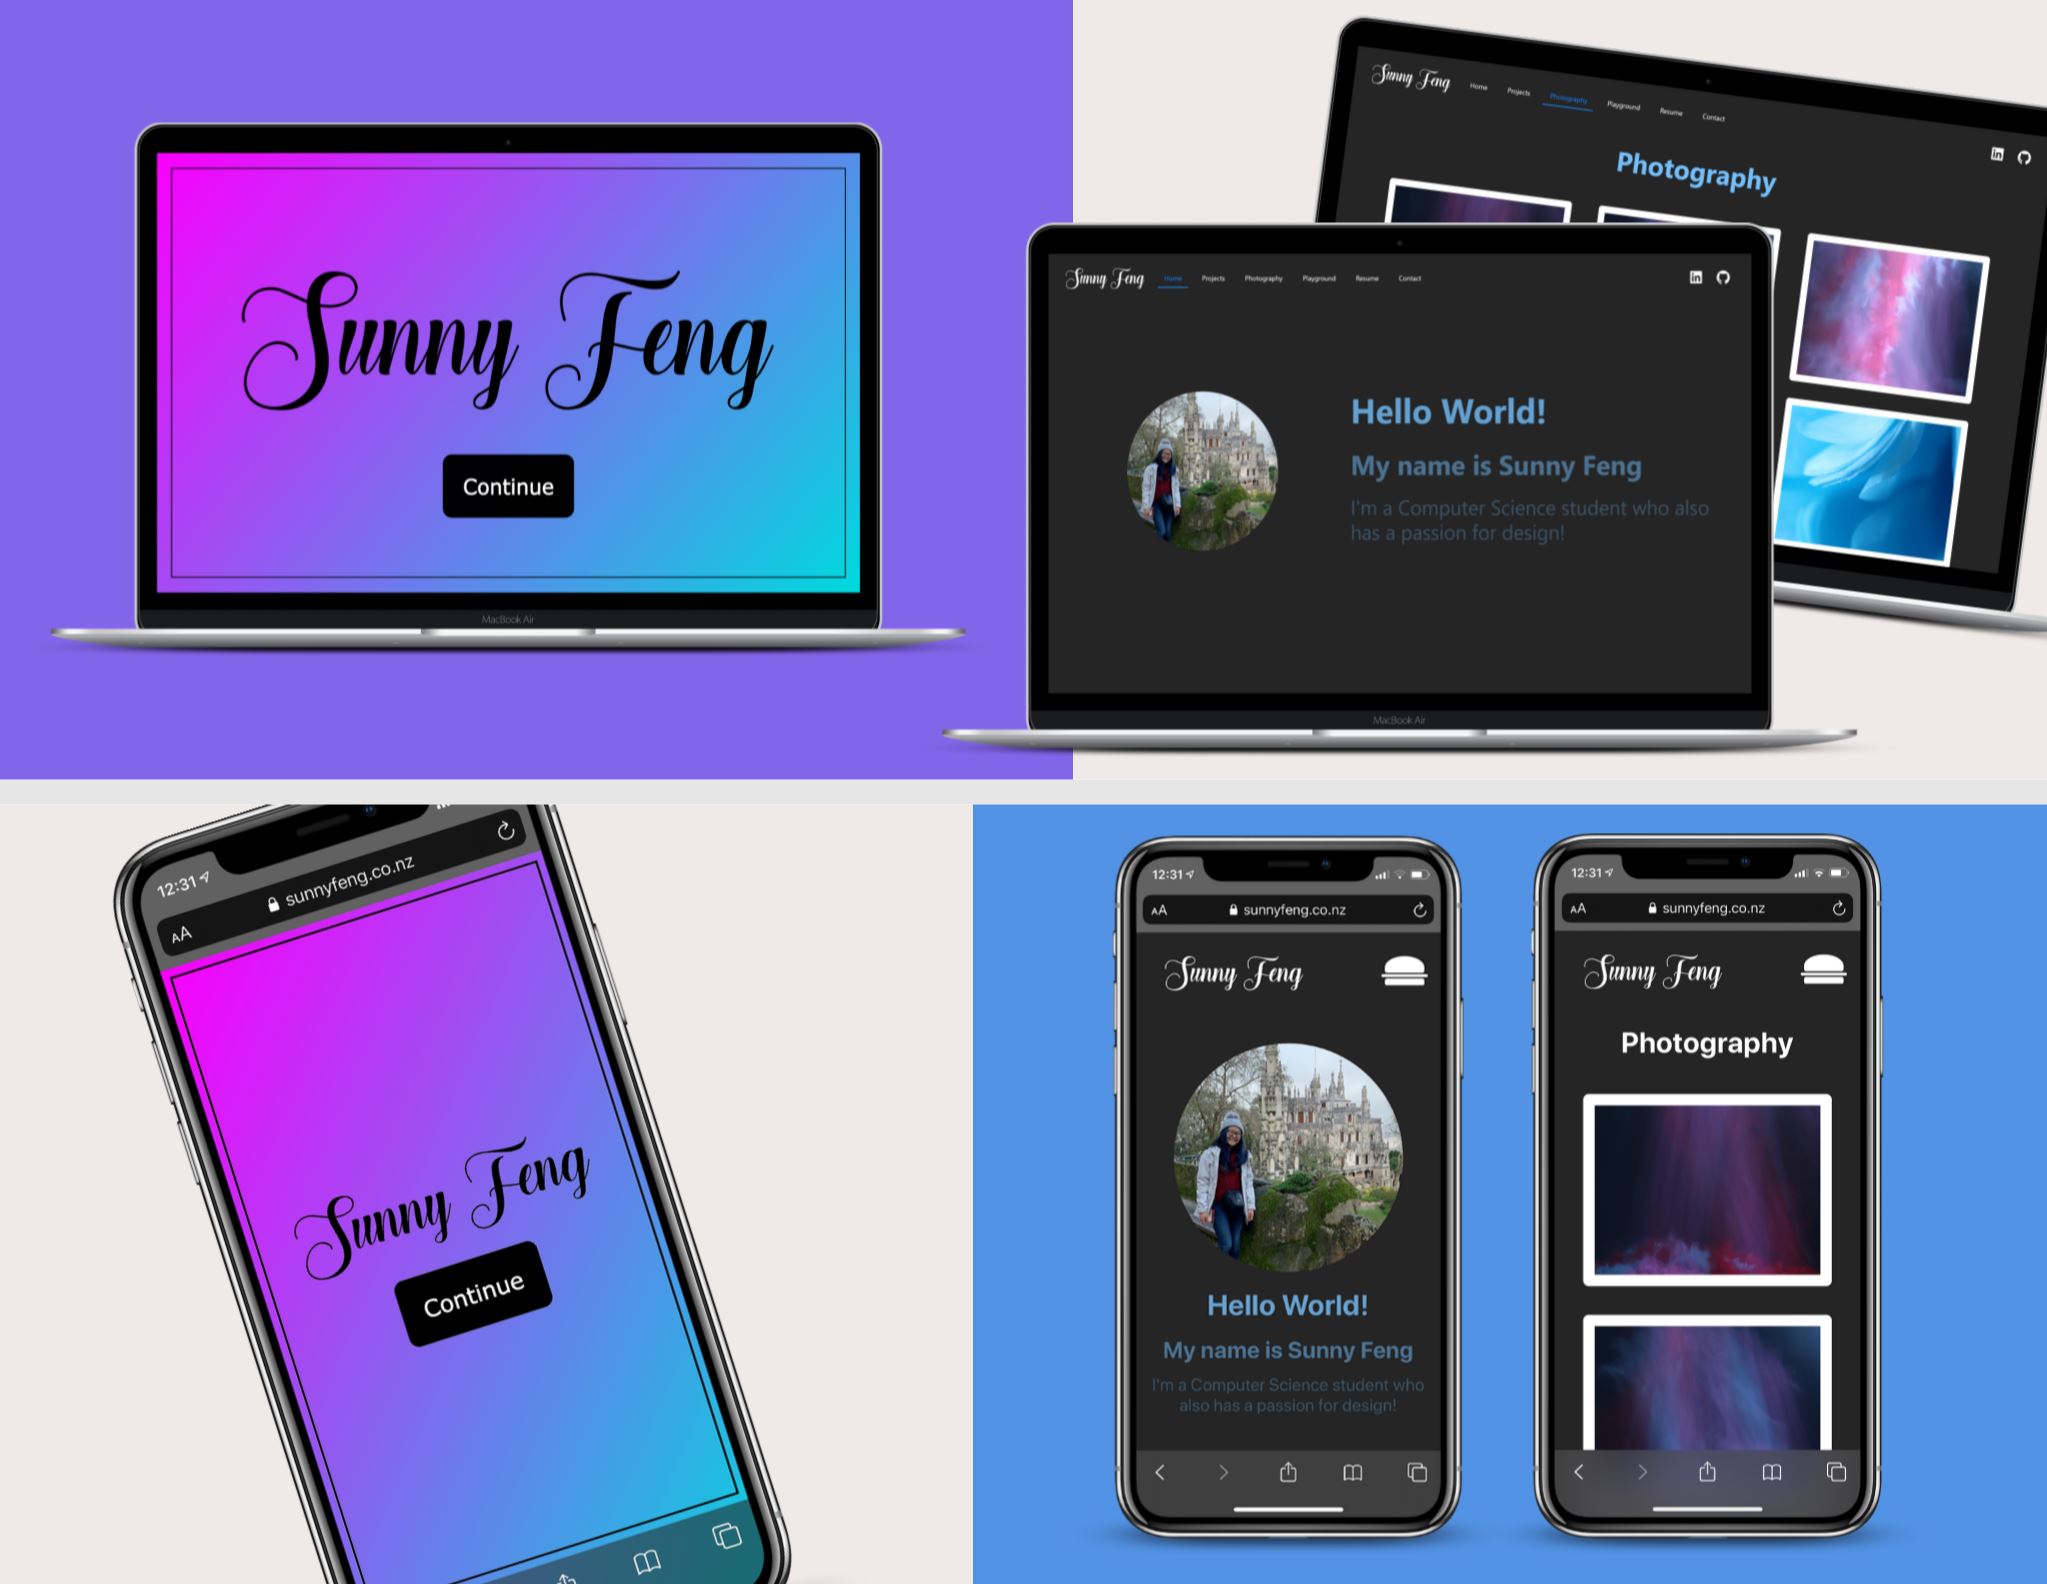 Sunny Feng
Continue
MacBook Air
Sunny Feng Home Projects Photography Playground Resume Contact
Photography
Sunny Feng Home Projects Photography Playground Resume Contact
Hello World!
My name is Sunny Feng
I'm a Computer Science student who also
has a passion for design!
MacBook Air
12:31
AA sunnyfeng.co.nz
Sunny Feng
Continue
12:31
AA sunnyfeng.co.nz
Sunny Feng
Hello World!
My name is Sunny Feng
I'm a Computer Science student who
also has a passion for design!
12:31
AA sunnyfeng.co.nz
Sunny Feng
Photography